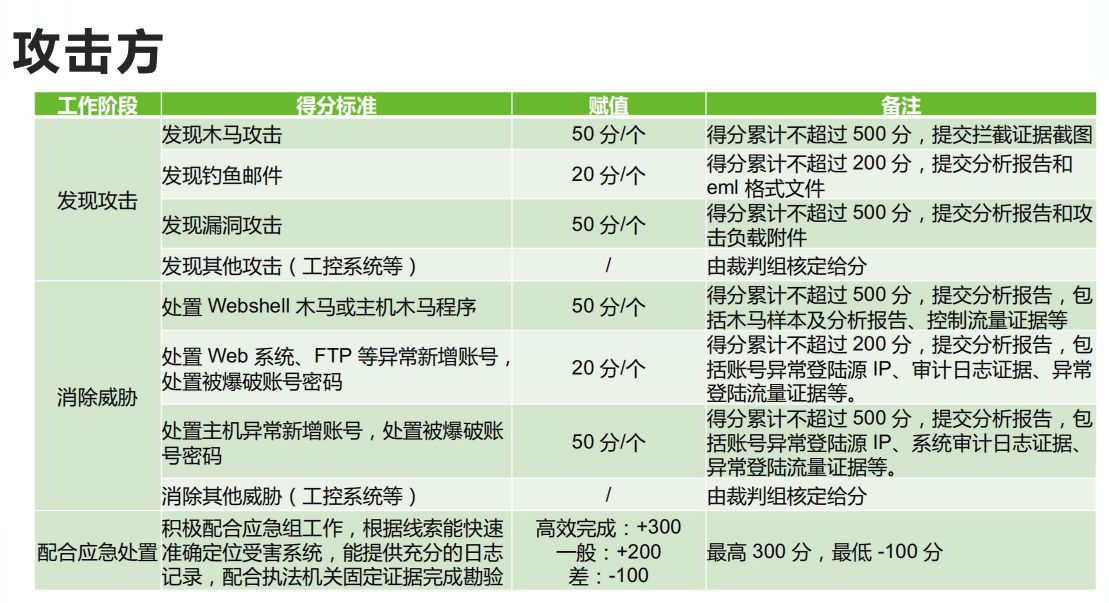 攻击方
工作阶段 得分标准 赋值 备注
发现攻击
发现木马攻击 50 分/个 得分累计不超过 500 分，提交拦截证据截图
发现钓鱼邮件 20 分/个 得分累计不超过 200 分，提交分析报告和
eml 格式文件
发现漏洞攻击 50 分/个 得分累计不超过 500 分，提交分析报告和攻
击负载附件
发现其他攻击（工控系统等） / 由裁判组核定给分
消除威胁
处置 Webshell 木马或主机木马程序 50 分/个 得分累计不超过 500 分，提交分析报告，包
括木马样本及分析报告、控制流量证据等
处置 Web 系统、FTP 等异常新增账号，
处置被爆破账号密码
20 分/个
得分累计不超过 200 分，提交分析报告，包
括账号异常登陆源 IP、审计日志证据、异常
登陆流量证据等。
处置主机异常新增账号，处置被爆破账
号密码
50 分/个
得分累计不超过 500 分，提交分析报告，包
括账号异常登陆源 IP、系统审计日志证据、
异常登陆流量证据等。
消除其他威胁（工控系统等） / 由裁判组核定给分
配合应急处置
积极配合应急组工作，根据线索能快速
准确定位受害系统，能提供充分的日志
记录，配合执法机关固定证据完成勘验
高效完成：+300
一般：+200
差：-100
最高 300 分，最低 -100 分